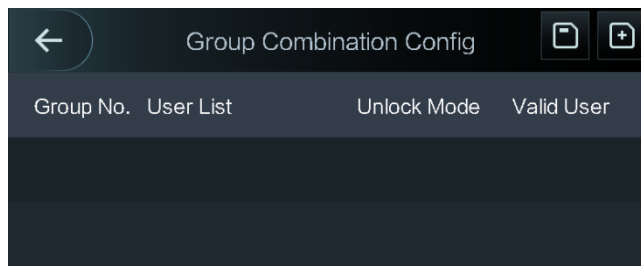 Group Combination Config
Group No. User List Unlock Mode Valid User